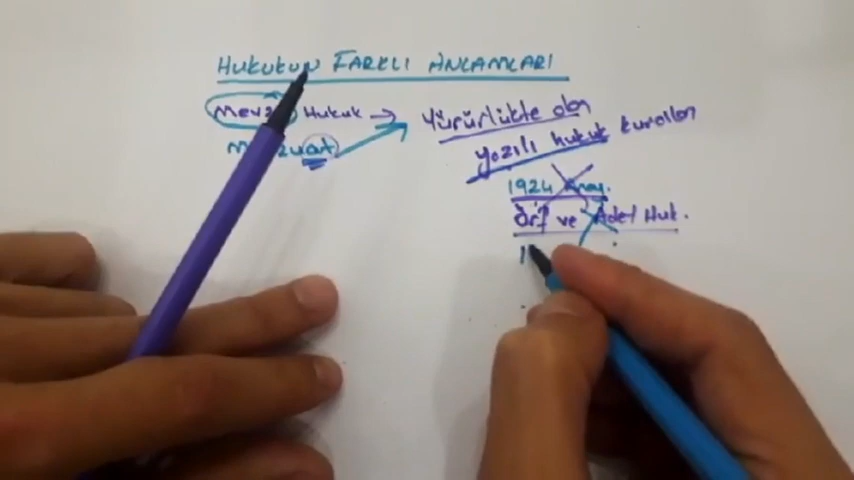 HUKUKUN FARKLI ANLAMLARI
Hukuk → Yürürlükte olan
yazılı hukuk kuralları
1924 Anay.
Örf ve Adet Huk.